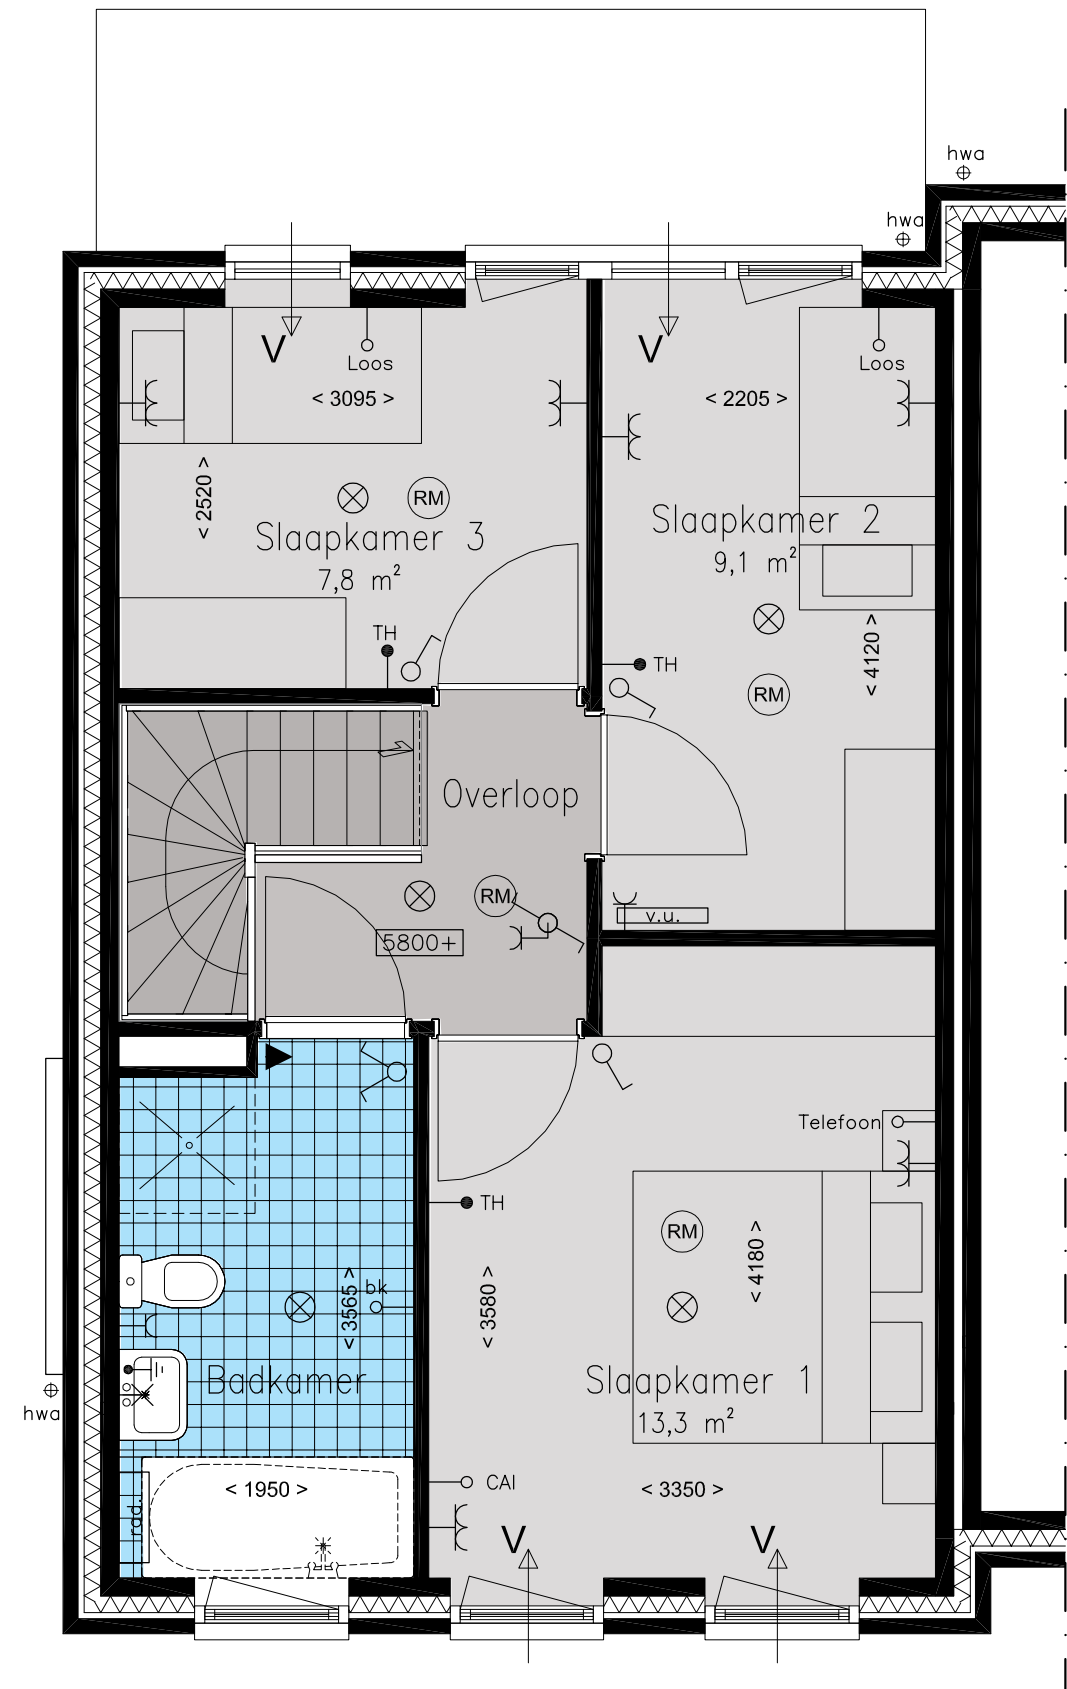 hwa
hwa
V
V
Loos
Loos
< 3095 >
< 2205 >
< 2520 >
RM
Slaapkamer 3
7,8 m²
Slaapkamer 2
9,1 m²
TH
TH
< 4120 >
RM
Overloop
RM
5800+
v.u.
Telefoon
TH
RM
< 4180 >
< 3580 >
< 3565 >
bk
Badkamer
Slaapkamer 1
13,3 m²
hwa
< 1950 >
CAI
< 3350 >
rad.
V
V